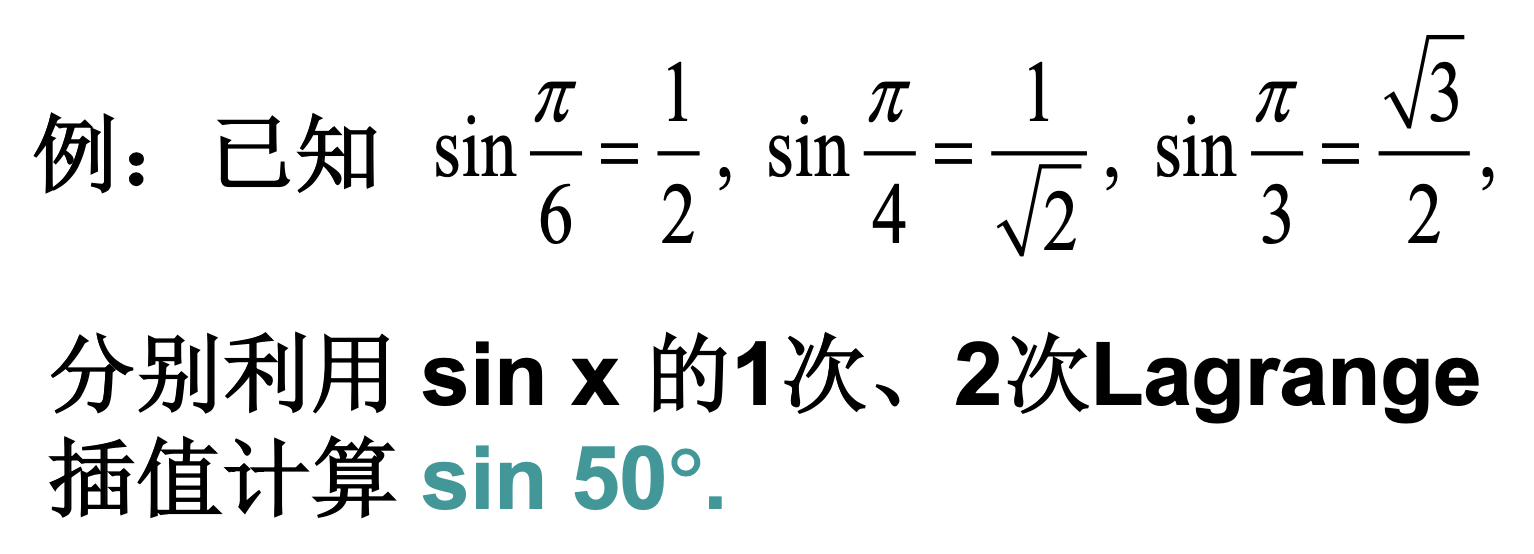 例：已知 sin π/6 = 1/2, sin π/4 = 1/√2, sin π/3 = √3/2,
分别利用 sin x 的1次、2次Lagrange
插值计算 sin 50°.